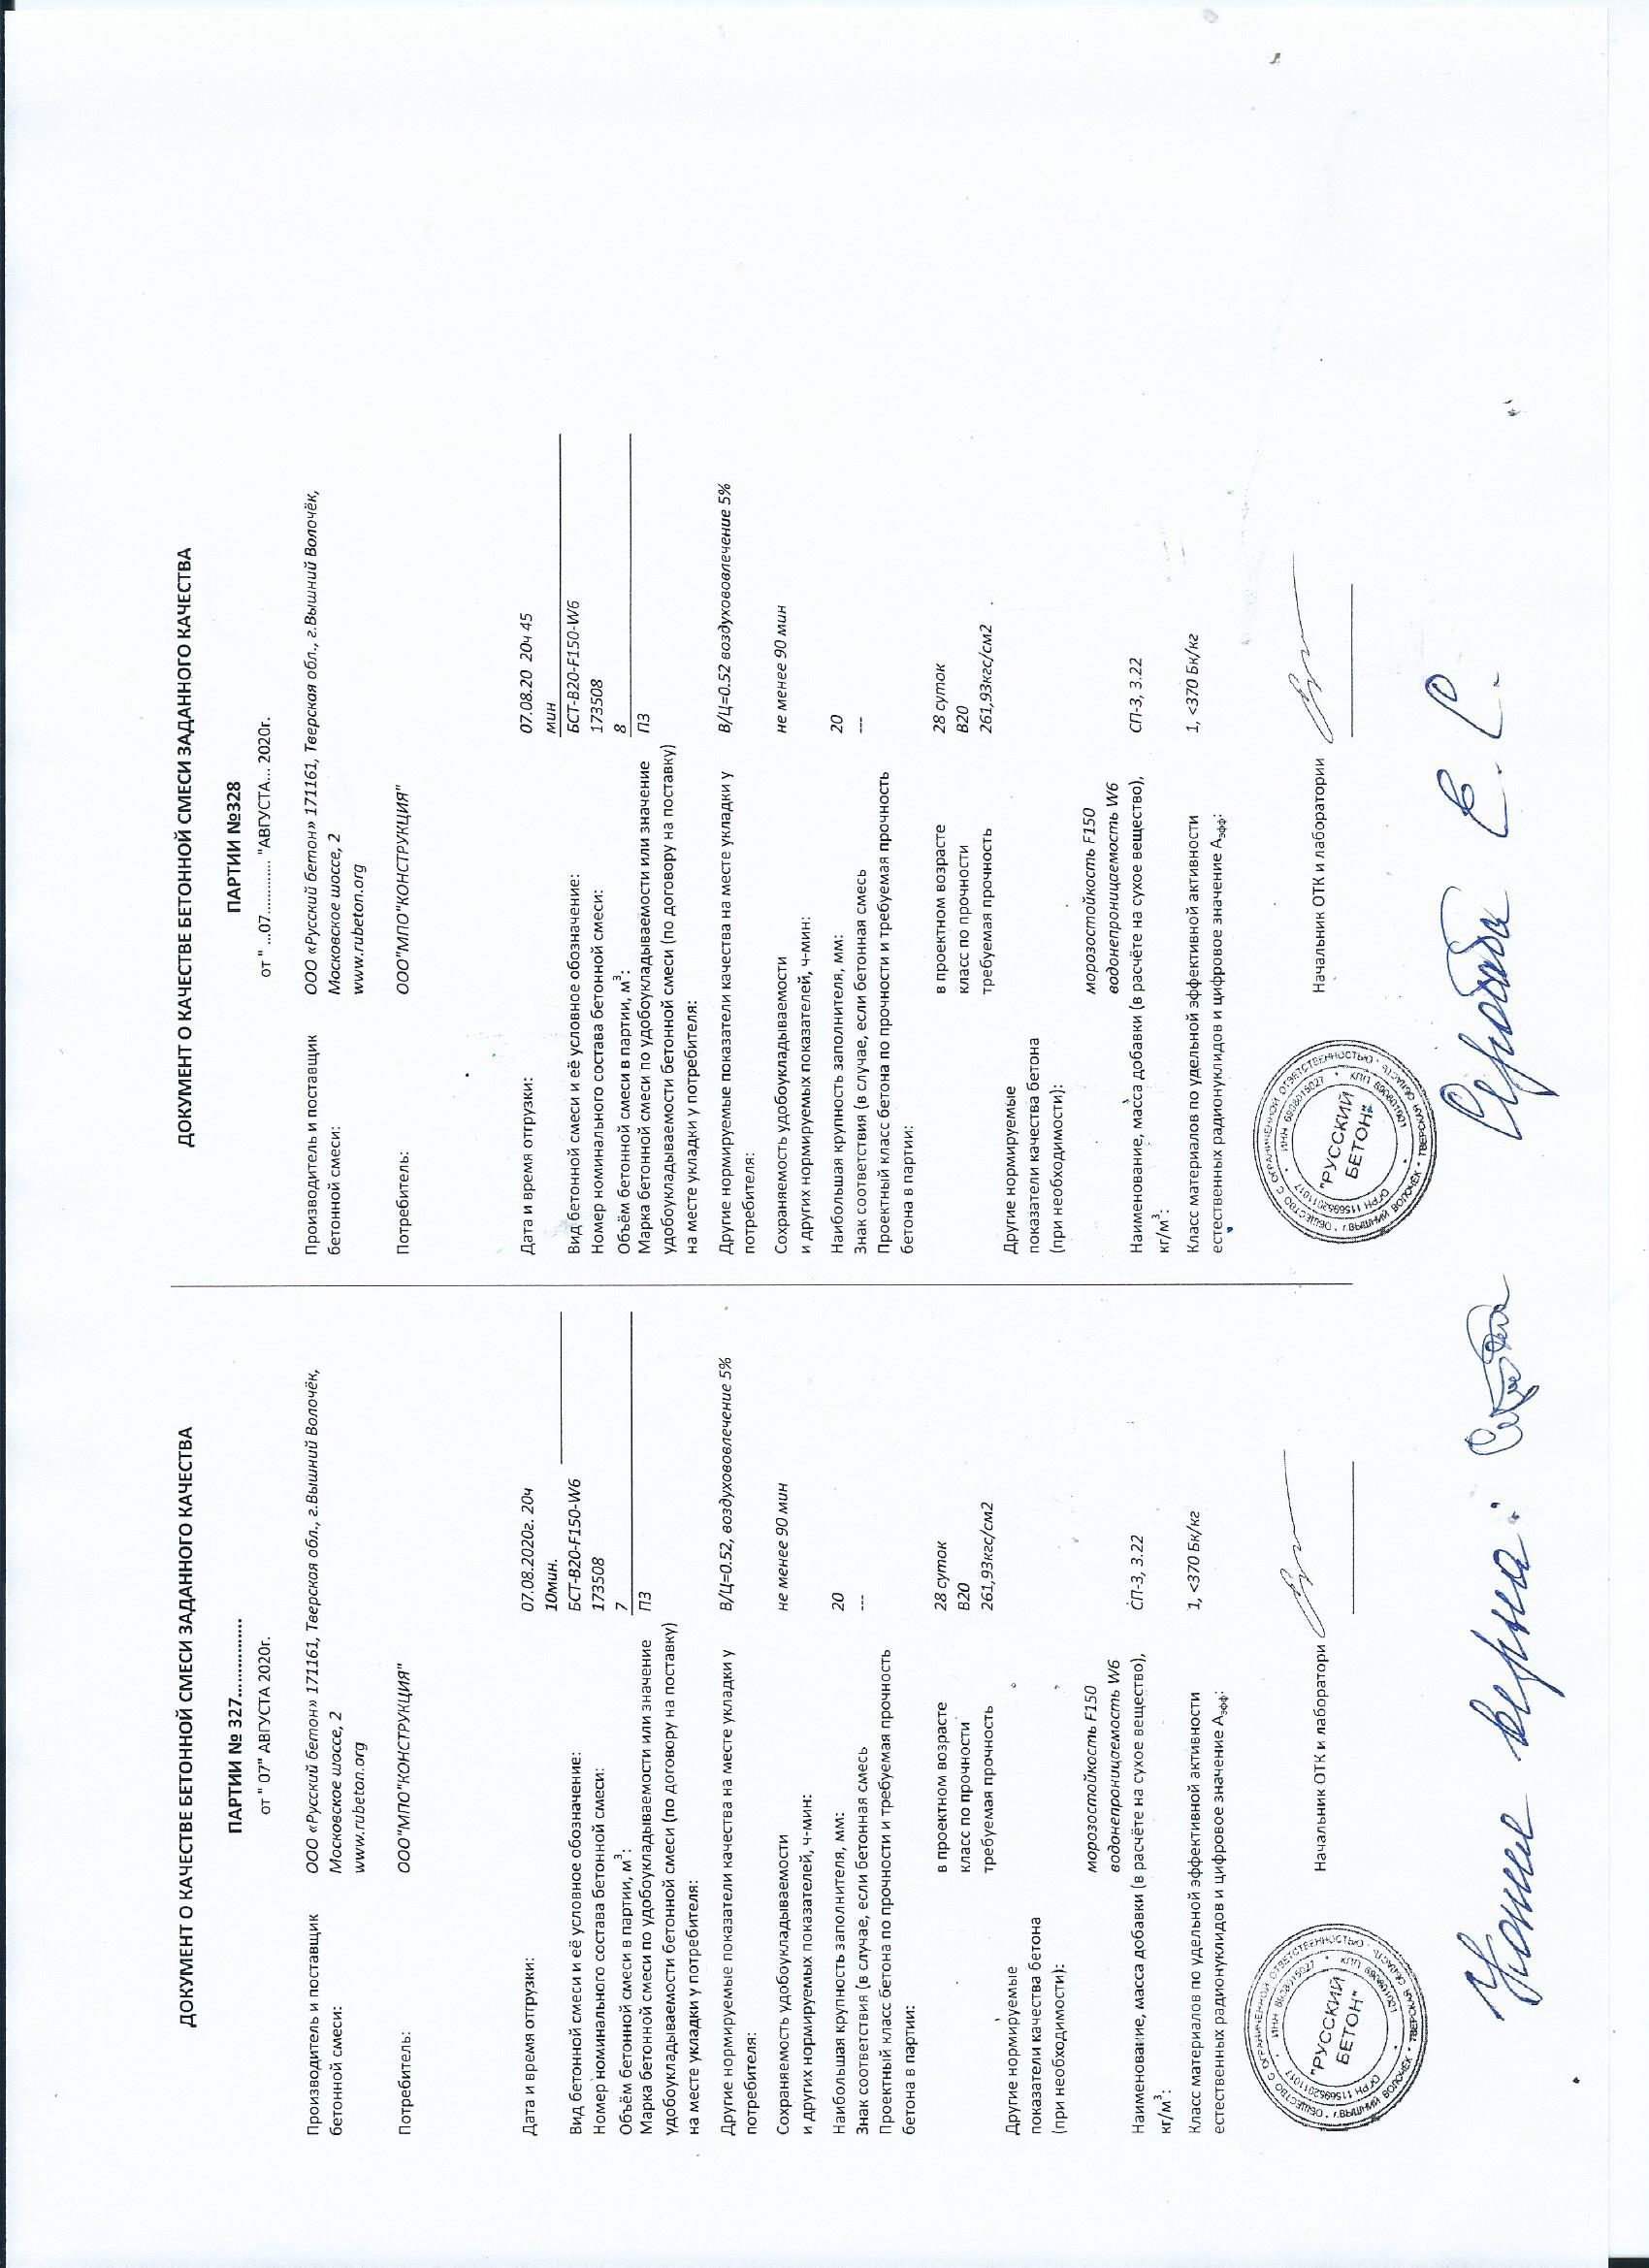 ДОКУМЕНТ О КАЧЕСТВЕ БЕТОННОЙ СМЕСИ ЗАДАННОГО КАЧЕСТВА
ПАРТИИ № 327................
от " 07" АВГУСТА 2020г.
Производитель и поставщик ООО «Русский бетон» 171161, Тверская обл., г.Вышний Волочёк,
бетонной смеси: Московское шоссе, 2
www.rubeton.org
Потребитель: ООО"МПО"КОНСТРУКЦИЯ"
Дата и время отгрузки: 07.08.2020г. 20ч
10мин.
Вид бетонной смеси и её условное обозначение: БСТ-В20-F150-W6
Номер номинального состава бетонной смеси: 173508
Объём бетонной смеси в партии, м³: 7
Марка бетонной смеси по удобоукладываемости или значение П3
удобоукладываемости бетонной смеси (по договору на поставку)
на месте укладки у потребителя:
Другие нормируемые показатели качества на месте укладки у В/Ц=0.52, воздухововлечение 5%
потребителя:
Сохраняемость удобоукладываемости не менее 90 мин
и других нормируемых показателей, ч-мин:
Наибольшая крупность заполнителя, мм: 20
Знак соответствия (в случае, если бетонная смесь ---
Проектный класс бетона по прочности и требуемая прочность
бетона в партии:
в проектном возрасте 28 суток
класс по прочности В20
требуемая прочность 261,93кгс/см2
Другие нормируемые
показатели качества бетона
(при необходимости):
морозостойкость F150
водонепроницаемость W6
Наименование, масса добавки (в расчёте на сухое вещество), СП-3, 3.22
кг/м³:
Класс материалов по удельной эффективной активности 1, <370 Бк/кг
естественных радионуклидов и цифровое значение Аэфф:
ОБЩЕСТВО С ОГРАНИЧЕННОЙ ОТВЕТСТВЕННОСТЬЮ
ТВЕРСКАЯ ОБЛАСТЬ • ВЫШНИЙ ВОЛОЧЁК
ОГРН 1156952011017 • ИНН 6908015027 • КПП 690801001
"РУССКИЙ
БЕТОН"
Начальник ОТК и лаборатори
ДОКУМЕНТ О КАЧЕСТВЕ БЕТОННОЙ СМЕСИ ЗАДАННОГО КАЧЕСТВА
ПАРТИИ №328
от " ...07............. "АВГУСТА... 2020г.
Производитель и поставщик ООО «Русский бетон» 171161, Тверская обл., г.Вышний Волочёк,
бетонной смеси: Московское шоссе, 2
www.rubeton.org
Потребитель: ООО"МПО"КОНСТРУКЦИЯ"
Дата и время отгрузки: 07.08.20 20ч 45
мин
Вид бетонной смеси и её условное обозначение: БСТ-В20-F150-W6
Номер номинального состава бетонной смеси: 173508
Объём бетонной смеси в партии, м³: 8
Марка бетонной смеси по удобоукладываемости или значение П3
удобоукладываемости бетонной смеси (по договору на поставку)
на месте укладки у потребителя:
Другие нормируемые показатели качества на месте укладки у В/Ц=0.52 воздухововлечение 5%
потребителя:
Сохраняемость удобоукладываемости не менее 90 мин
и других нормируемых показателей, ч-мин:
Наибольшая крупность заполнителя, мм: 20
Знак соответствия (в случае, если бетонная смесь ---
Проектный класс бетона по прочности и требуемая прочность
бетона в партии:
в проектном возрасте 28 суток
класс по прочности В20
требуемая прочность 261,93кгс/см2
Другие нормируемые
показатели качества бетона
(при необходимости):
морозостойкость F150
водонепроницаемость W6
Наименование, масса добавки (в расчёте на сухое вещество), СП-3, 3.22
кг/м³:
Класс материалов по удельной эффективной активности 1, <370 Бк/кг
естественных радионуклидов и цифровое значение Аэфф:
ОБЩЕСТВО С ОГРАНИЧЕННОЙ ОТВЕТСТВЕННОСТЬЮ
ТВЕРСКАЯ ОБЛАСТЬ • ВЫШНИЙ ВОЛОЧЁК
ОГРН 1156952011017 • ИНН 6908015027 • КПП 690801001
"РУССКИЙ
БЕТОН"
Начальник ОТК и лаборатории
Копия верна: Серобаба Е. С.